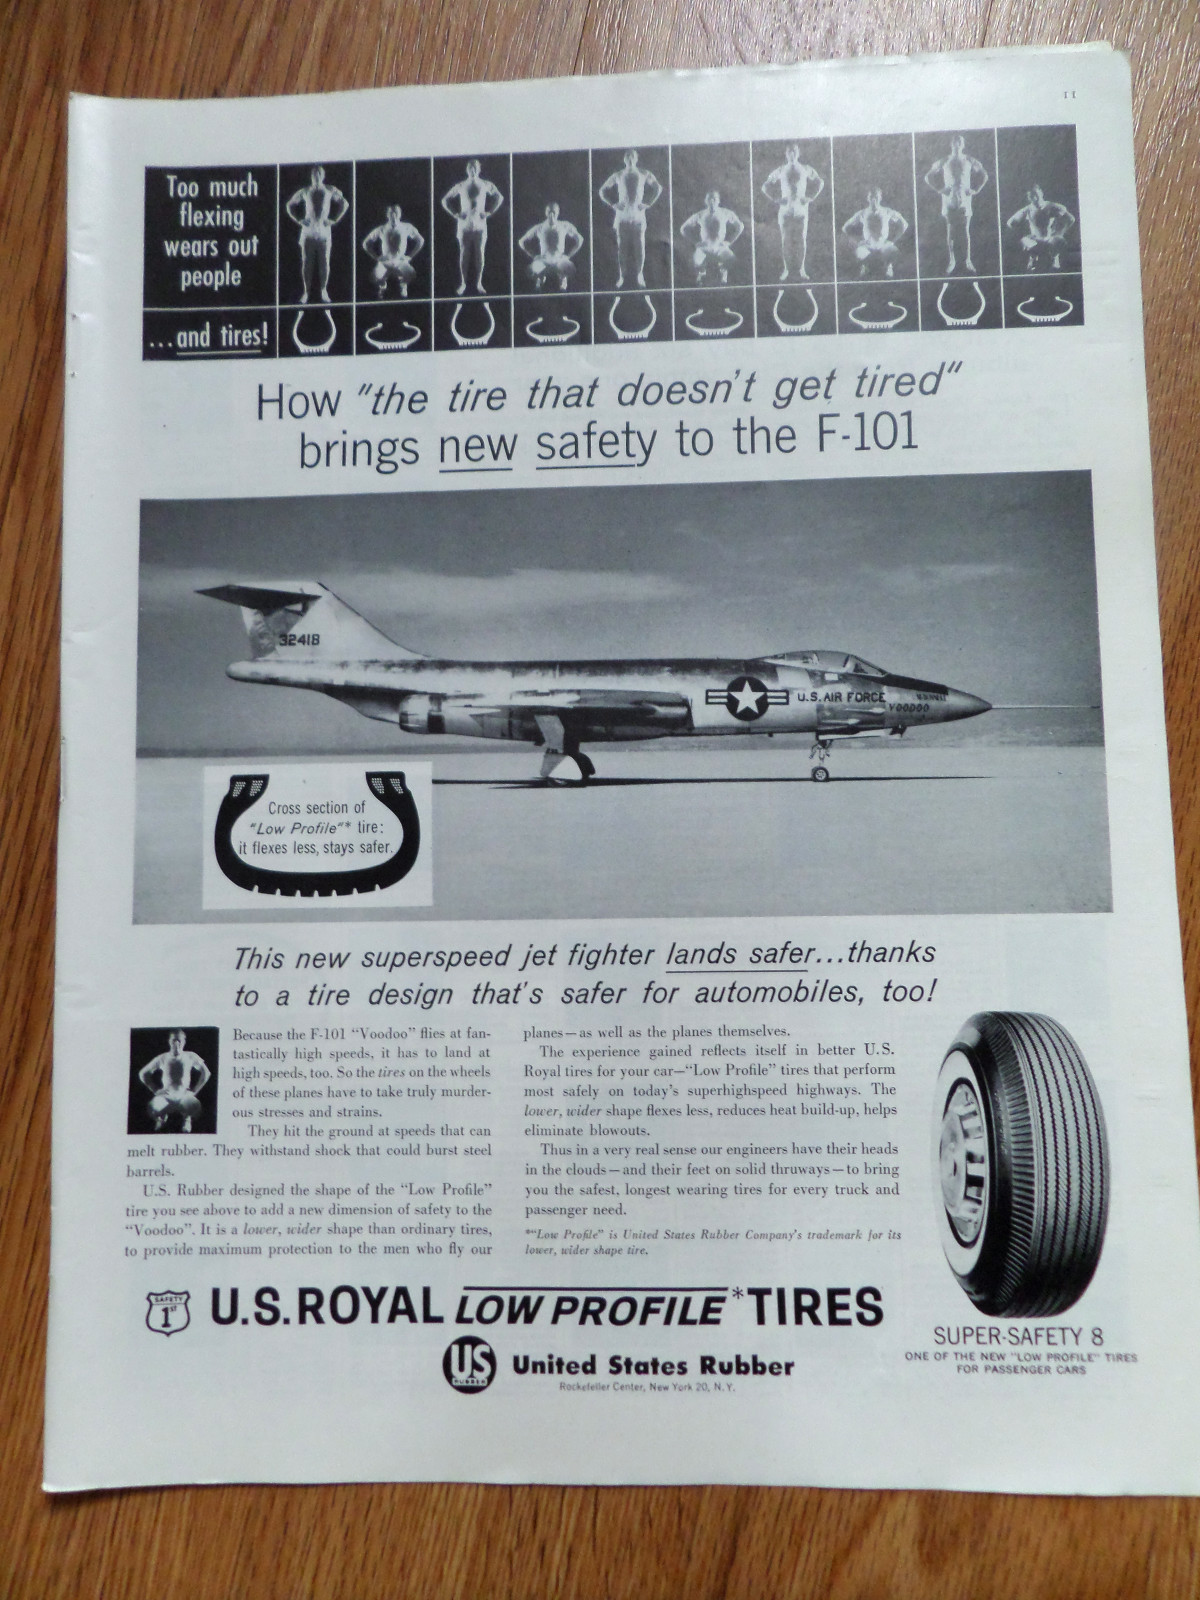 11
Too much
flexing
wears out
people
...and tires!
How "the tire that doesn't get tired"
brings new safety to the F-101
32418
U.S. AIR FORCE
VOODOO
Cross section of
"Low Profile"* tire:
it flexes less, stays safer.
This new superspeed jet fighter lands safer...thanks
to a tire design that's safer for automobiles, too!
Because the F-101 "Voodoo" flies at fan-
tastically high speeds, it has to land at
high speeds, too. So the tires on the wheels
of these planes have to take truly murder-
ous stresses and strains.
They hit the ground at speeds that can
melt rubber. They withstand shock that could burst steel
barrels.
U.S. Rubber designed the shape of the "Low Profile"
tire you see above to add a new dimension of safety to the
"Voodoo". It is a lower, wider shape than ordinary tires,
to provide maximum protection to the men who fly our
planes—as well as the planes themselves.
The experience gained reflects itself in better U.S.
Royal tires for your car—"Low Profile" tires that perform
most safely on today's superhighspeed highways. The
lower, wider shape flexes less, reduces heat build-up, helps
eliminate blowouts.
Thus in a very real sense our engineers have their heads
in the clouds—and their feet on solid thruways—to bring
you the safest, longest wearing tires for every truck and
passenger need.
*"Low Profile" is United States Rubber Company's trademark for its
lower, wider shape tire.
SAFETY
1ST
U.S. ROYAL LOW PROFILE* TIRES
US
RUBBER
United States Rubber
Rockefeller Center, New York 20, N. Y.
SUPER-SAFETY 8
ONE OF THE NEW "LOW PROFILE" TIRES
FOR PASSENGER CARS